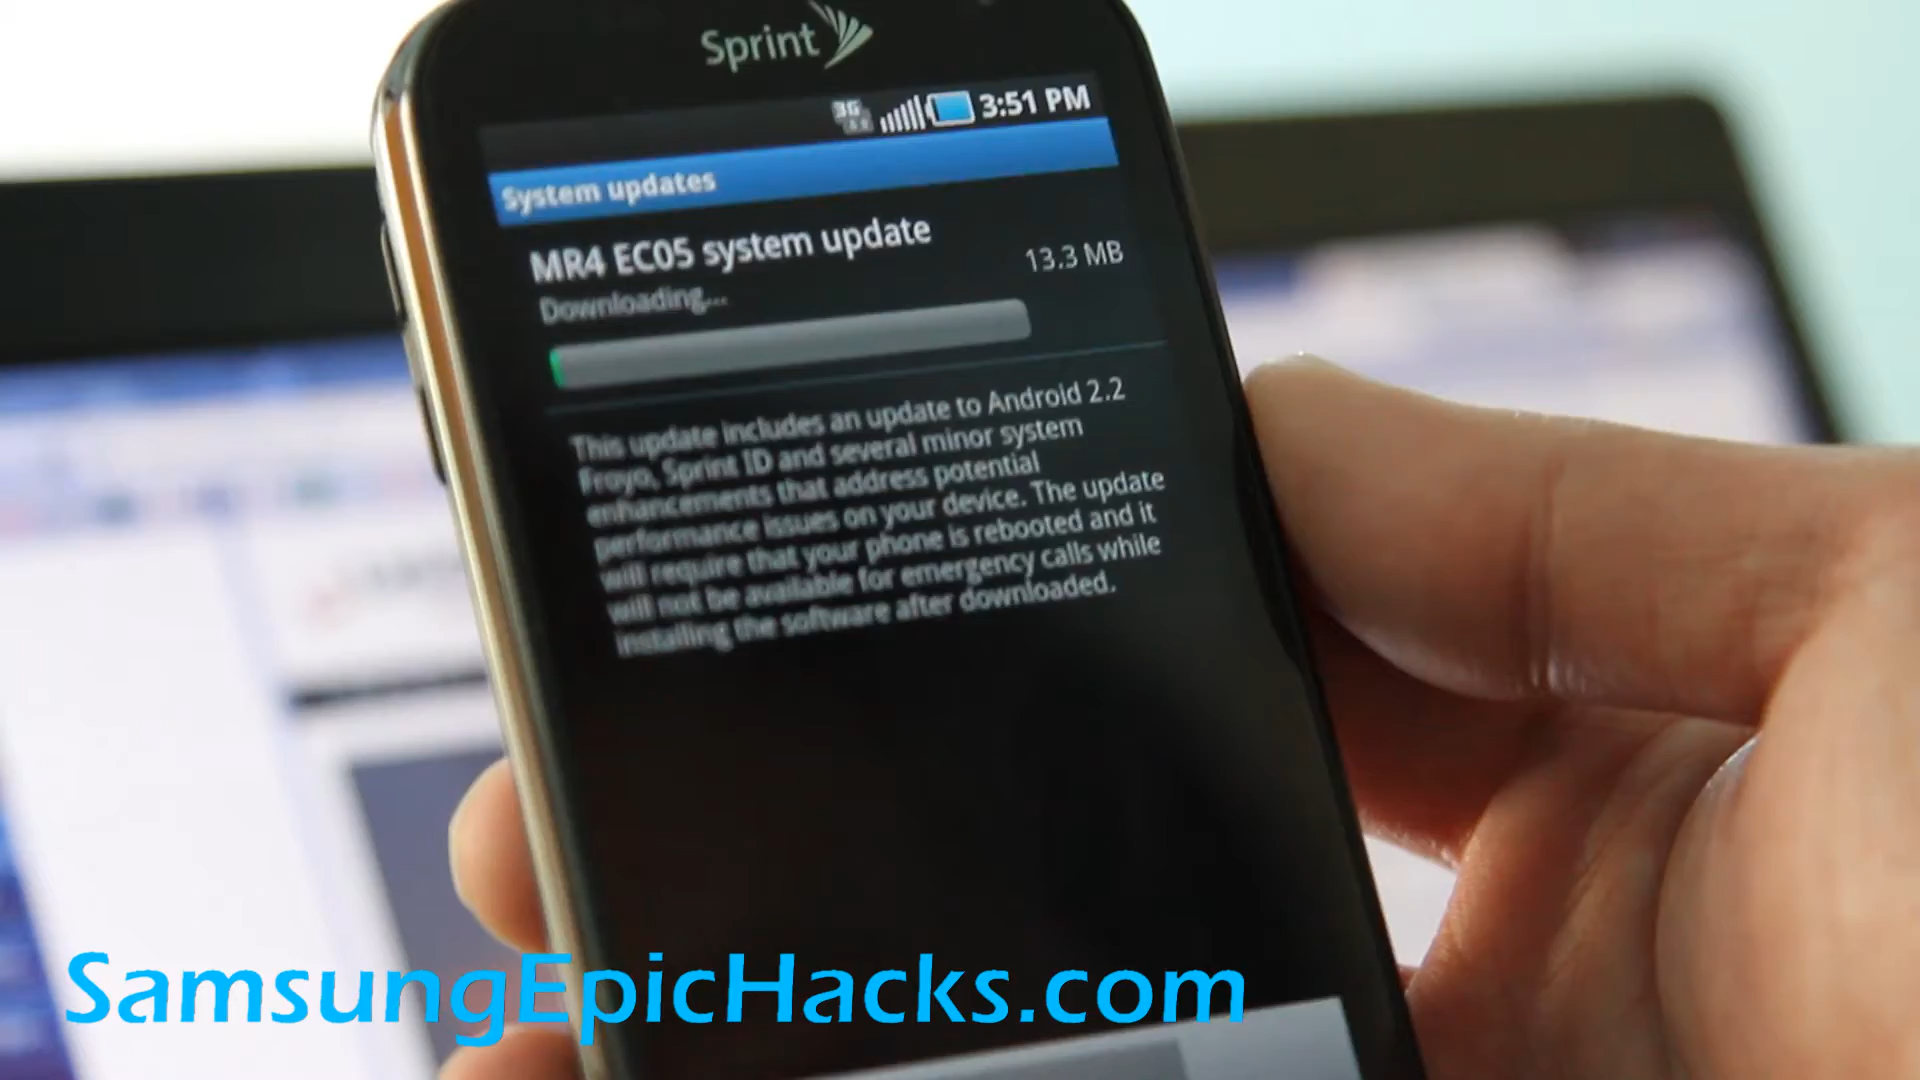 Sprint
3G
3:51 PM
System updates
MR4 EC05 system update
13.3 MB
Downloading...
This update includes an update to Android 2.2
Froyo, Sprint ID and several minor system
enhancements that address potential
performance issues on your device. The update
will require that your phone is rebooted and it
will not be available for emergency calls while
installing the software after downloaded.
SamsungEpicHacks.com